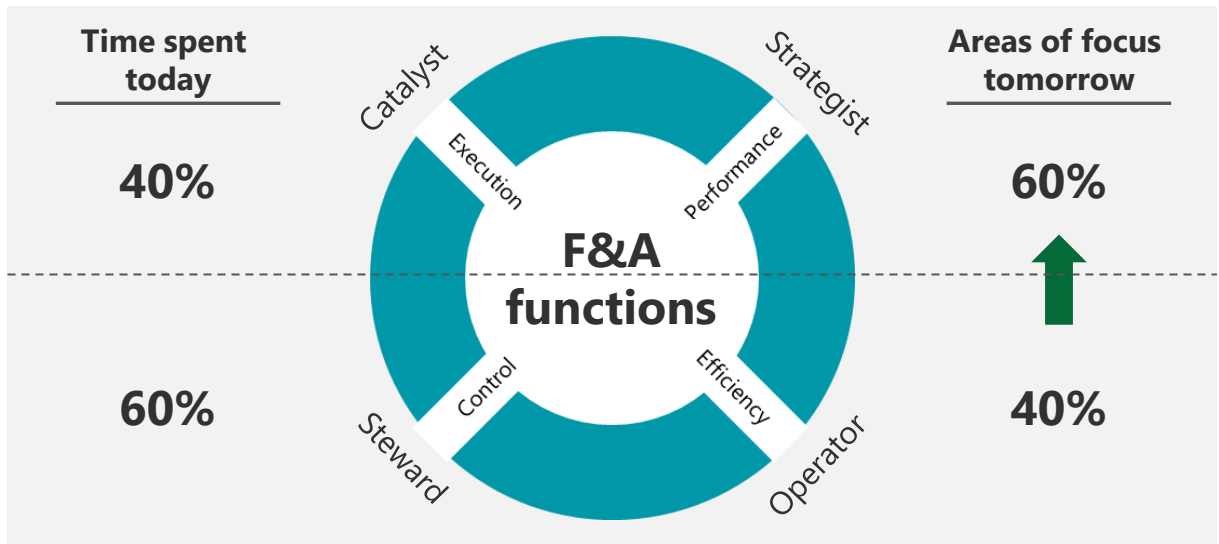 Time spent
today
40%
60%
Catalyst
Strategist
Execution
Performance
F&A
functions
Control
Efficiency
Steward
Operator
Areas of focus
tomorrow
60%
40%